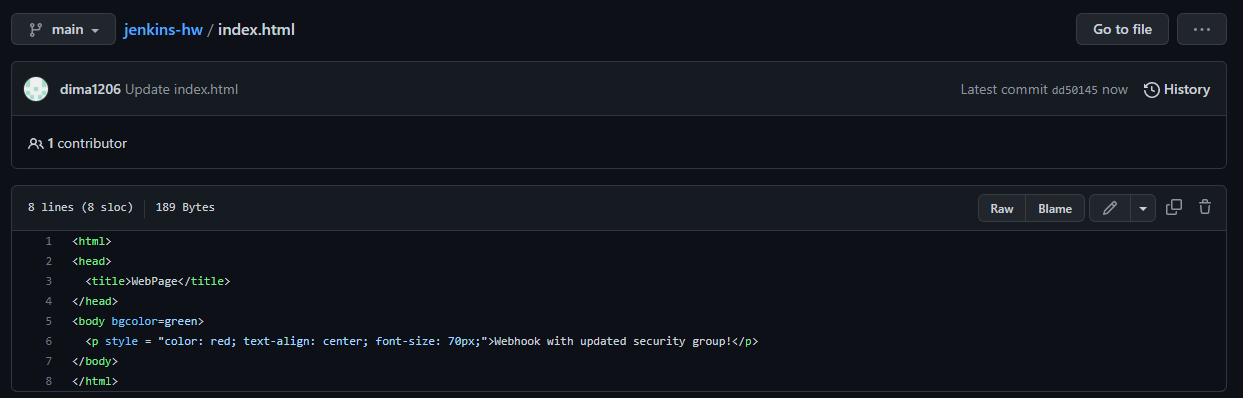 main jenkins-hw / index.html Go to file ...
dima1206 Update index.html Latest commit dd50145 now History
1 contributor
8 lines (8 sloc) 189 Bytes Raw Blame
1 <html>
2 <head>
3   <title>WebPage</title>
4 </head>
5 <body bgcolor=green>
6   <p style = "color: red; text-align: center; font-size: 70px;">Webhook with updated security group!</p>
7 </body>
8 </html>